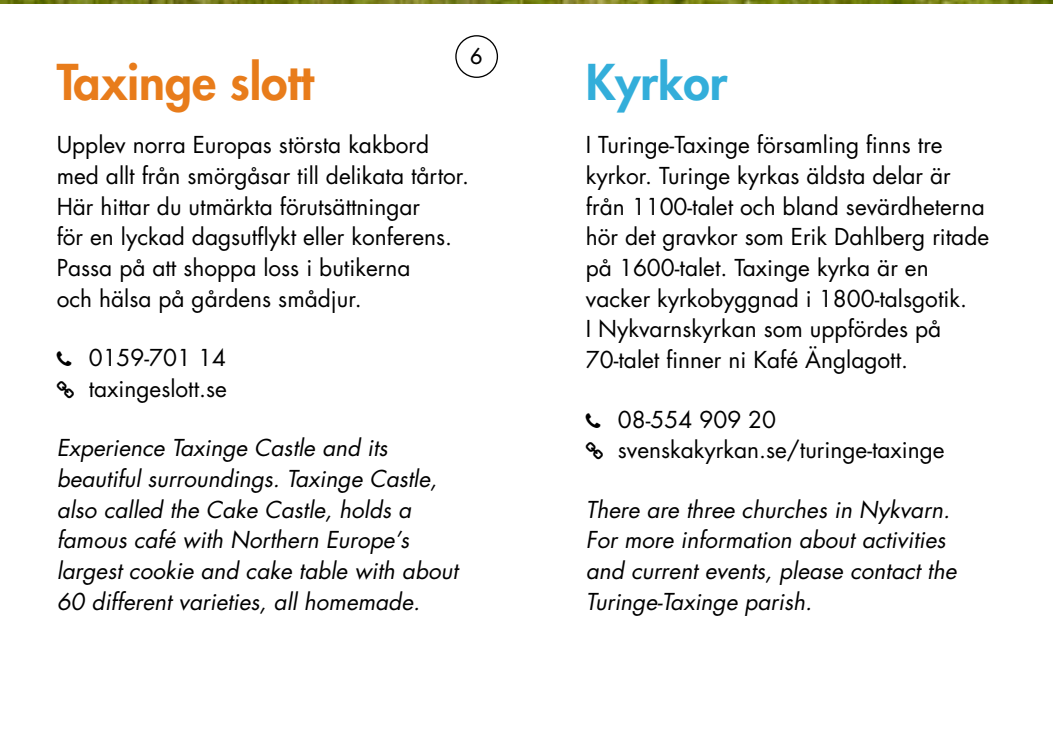 6
Taxinge slott
Upplev norra Europas största kakbord
med allt från smörgåsar till delikata tårtor.
Här hittar du utmärkta förutsättningar
för en lyckad dagsutflykt eller konferens.
Passa på att shoppa loss i butikerna
och hälsa på gårdens smådjur.
0159-701 14
taxingeslott.se
Experience Taxinge Castle and its
beautiful surroundings. Taxinge Castle,
also called the Cake Castle, holds a
famous café with Northern Europe’s
largest cookie and cake table with about
60 different varieties, all homemade.
Kyrkor
I Turinge-Taxinge församling finns tre
kyrkor. Turinge kyrkas äldsta delar är
från 1100-talet och bland sevärdheterna
hör det gravkor som Erik Dahlberg ritade
på 1600-talet. Taxinge kyrka är en
vacker kyrkobyggnad i 1800-talsgotik.
I Nykvarnskyrkan som uppfördes på
70-talet finner ni Kafé Änglagott.
08-554 909 20
svenskakyrkan.se/turinge-taxinge
There are three churches in Nykvarn.
For more information about activities
and current events, please contact the
Turinge-Taxinge parish.